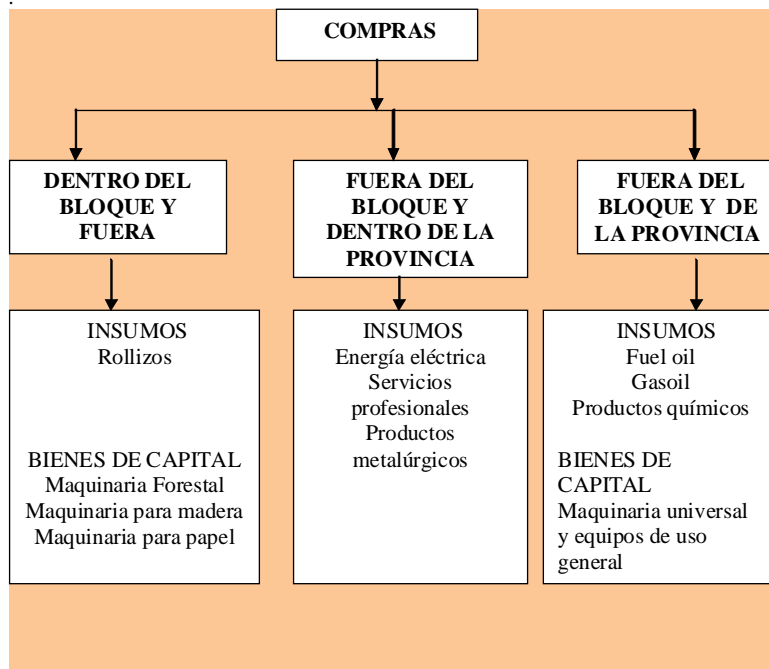 .
COMPRAS
DENTRO DEL
BLOQUE Y
FUERA
FUERA DEL
BLOQUE Y
DENTRO DE LA
PROVINCIA
FUERA DEL
BLOQUE Y DE
LA PROVINCIA
INSUMOS
Rollizos
BIENES DE CAPITAL
Maquinaria Forestal
Maquinaria para madera
Maquinaria para papel
INSUMOS
Energía eléctrica
Servicios
profesionales
Productos
metalúrgicos
INSUMOS
Fuel oil
Gasoil
Productos químicos
BIENES DE
CAPITAL
Maquinaria universal
y equipos de uso
general